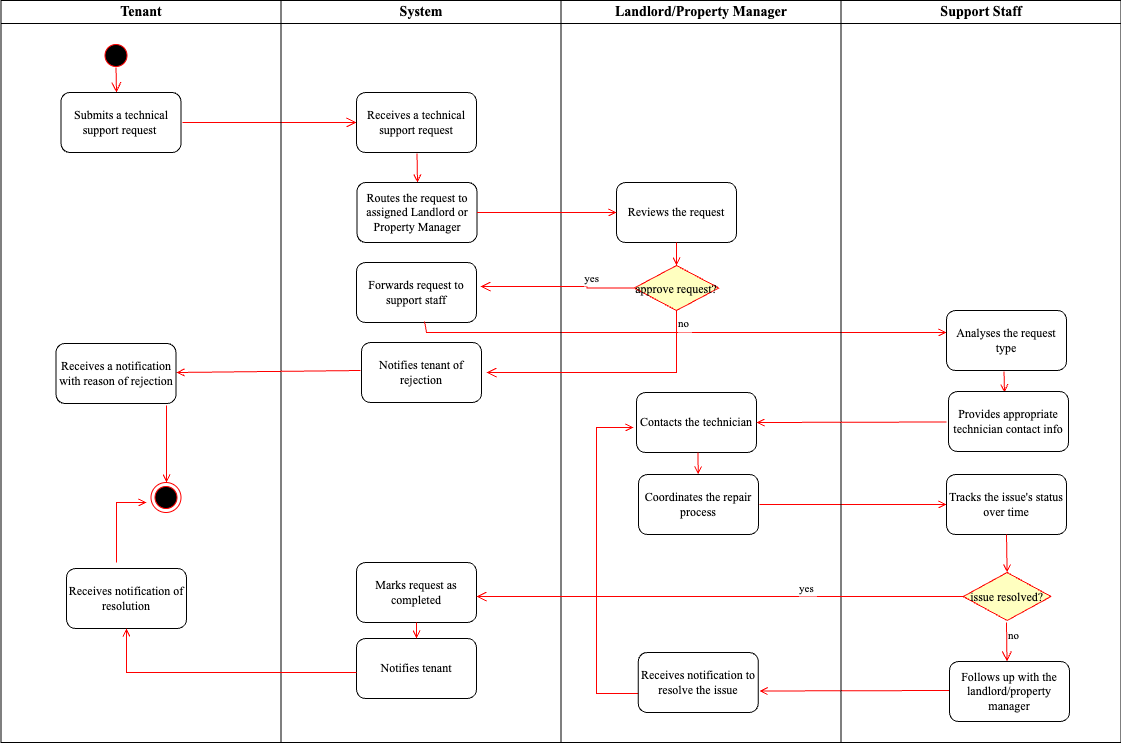 Tenant
System
Landlord/Property Manager
Support Staff
Submits a technical
support request
Receives a technical
support request
Routes the request to
assigned Landlord or
Property Manager
Reviews the request
approve request?
yes
no
Forwards request to
support staff
Analyses the request
type
Notifies tenant of
rejection
Receives a notification
with reason of rejection
Provides appropriate
technician contact info
Contacts the technician
Coordinates the repair
process
Tracks the issue's status
over time
issue resolved?
yes
no
Marks request as
completed
Receives notification of
resolution
Notifies tenant
Receives notification to
resolve the issue
Follows up with the
landlord/property
manager